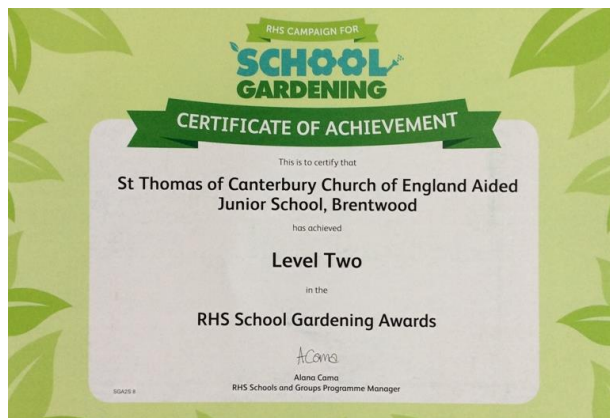 RHS CAMPAIGN FOR
SCHOOL
GARDENING
CERTIFICATE OF ACHIEVEMENT
This is to certify that
St Thomas of Canterbury Church of England Aided
Junior School, Brentwood
has achieved
Level Two
in the
RHS School Gardening Awards
ACama
Alana Cama
RHS Schools and Groups Programme Manager